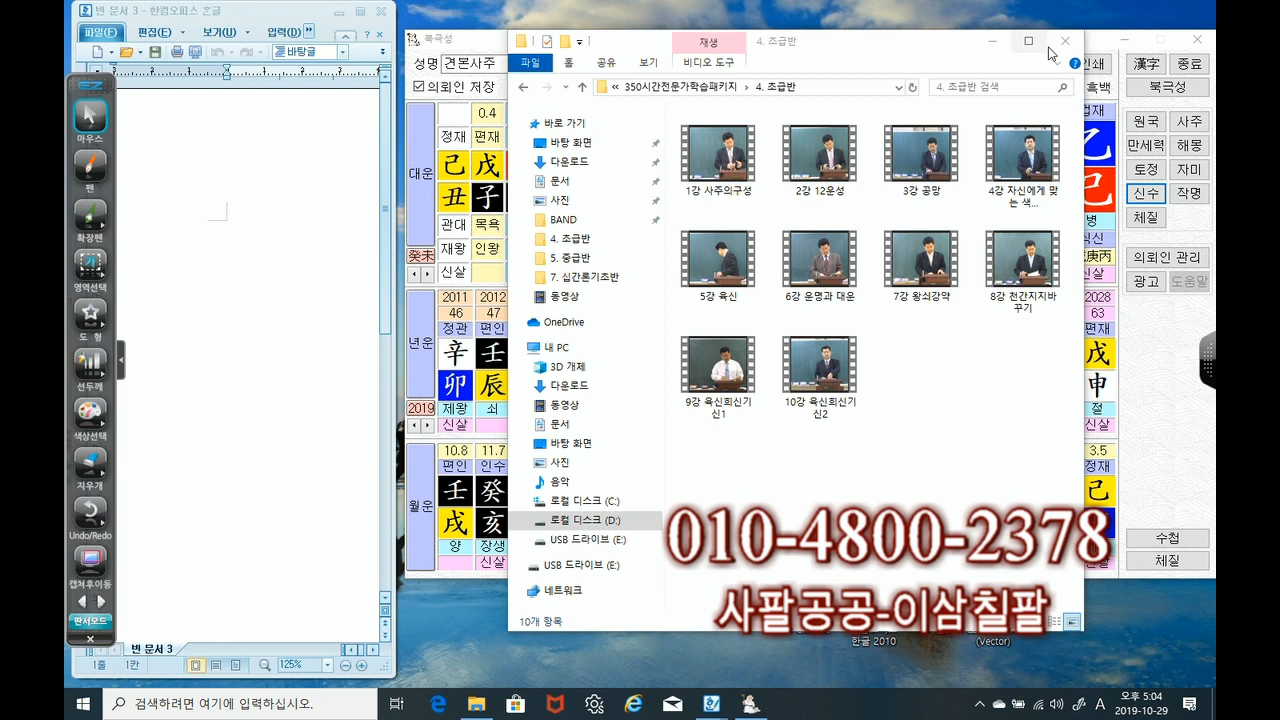 빈 문서 3 - 한컴오피스 한글
파일(F) 편집(E) 보기(U) 입력(D)
바탕글
EZ
마우스
펜
확장펜
영역선택
도 형
선두께
색상선택
지우개
Undo/Redo
캡처후이동
판서모드
빈 문서 3
1줄 1칸 125%
북극성
성명 견본사주
의뢰인 저장
대운
0.4
정재 편재
己 戊
丑 子
관대 목욕
재왕 인왕
신살
癸未
년운
2011 2012
46 47
정관 편인
辛 壬
卯 辰
제왕 쇠
신살
2019
월운
10.8 11.7
편인 인수
壬 癸
戌 亥
양 장생
신살
재생
4. 초급반
파일 홈 공유 보기 비디오 도구
350시간전문가학습패키지 › 4. 초급반
4. 초급반 검색
바로 가기
바탕 화면
다운로드
문서
사진
BAND
4. 초급반
5. 중급반
7. 십간론기초반
동영상
OneDrive
내 PC
3D 개체
다운로드
동영상
문서
바탕 화면
사진
음악
로컬 디스크 (C:)
로컬 디스크 (D:)
USB 드라이브 (E:)
USB 드라이브 (E:)
네트워크
10개 항목
1강 사주의구성
2강 12운성
3강 공망
4강 자신에게 맞
는 색...
5강 육신
6강 운명과 대운
7강 왕쇠강약
8강 천간지지바
꾸기
9강 육신희신기
신1
10강 육신희신기
신2
010-4800-2378
사팔공공-이삼칠팔
한글 2010
(Vector)
인쇄
흑백
겁재
乙
巳
병
식신
庚丙
신살
2028
63
편재
戊
申
절
신살
3.5
정재
己
漢字 종료
북극성
원국 사주
만세력 해몽
토정 자미
신수 작정
체질
의뢰인 관리
광고 도움말
수첩
체질
검색하려면 여기에 입력하십시오.
A
오후 5:04
2019-10-29